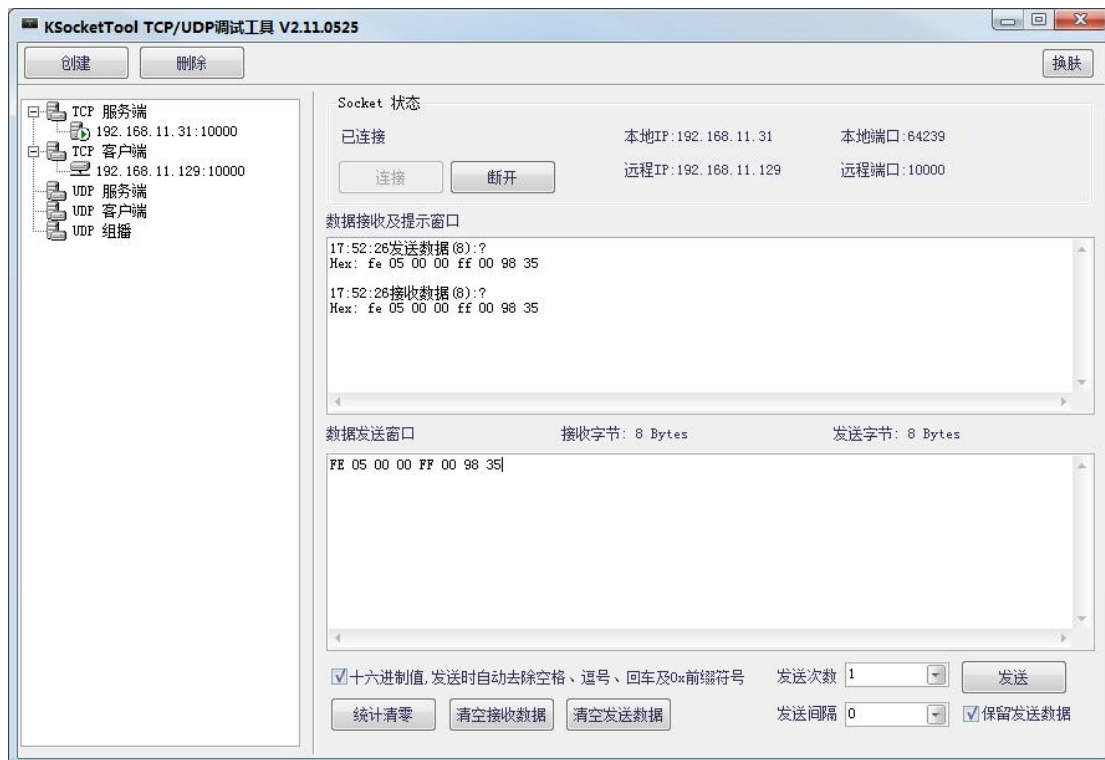 KSocketTool TCP/UDP调试工具 V2.11.0525
创建 删除 换肤
TCP 服务端
192.168.11.31:10000
TCP 客户端
192.168.11.129:10000
UDP 服务端
UDP 客户端
UDP 组播
Socket 状态
已连接 本地IP:192.168.11.31 本地端口:64239
连接 断开 远程IP:192.168.11.129 远程端口:10000
数据接收及提示窗口
17:52:26发送数据(8):?
Hex: fe 05 00 00 ff 00 98 35
17:52:26接收数据(8):?
Hex: fe 05 00 00 ff 00 98 35
数据发送窗口 接收字节: 8 Bytes 发送字节: 8 Bytes
FE 05 00 00 FF 00 98 35
十六进制值,发送时自动去除空格、逗号、回车及0x前缀符号 发送次数 1 发送
统计清零 清空接收数据 清空发送数据 发送间隔 0 保留发送数据